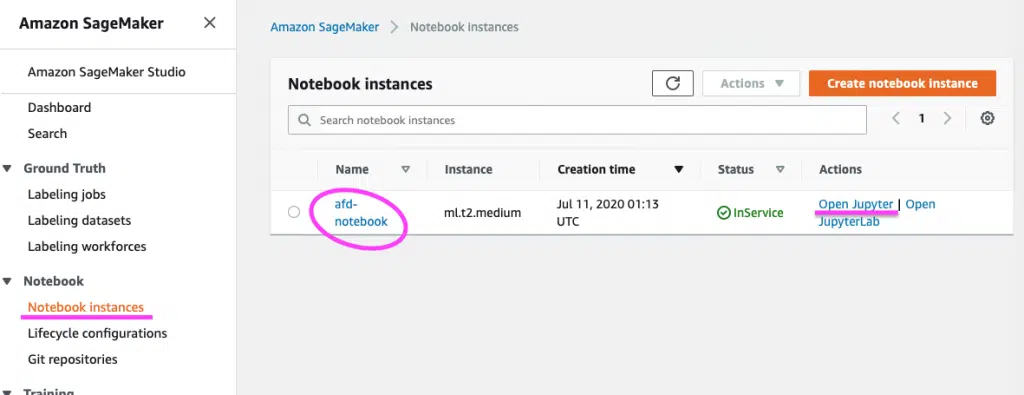 Amazon SageMaker
Amazon SageMaker Studio
Dashboard
Search
Ground Truth
Labeling jobs
Labeling datasets
Labeling workforces
Notebook
Notebook instances
Lifecycle configurations
Git repositories
Training
Amazon SageMaker > Notebook instances
Notebook instances
Actions
Create notebook instance
Search notebook instances
1
Name Instance Creation time Status Actions
afd-notebook ml.t2.medium Jul 11, 2020 01:13 UTC InService Open Jupyter | Open JupyterLab